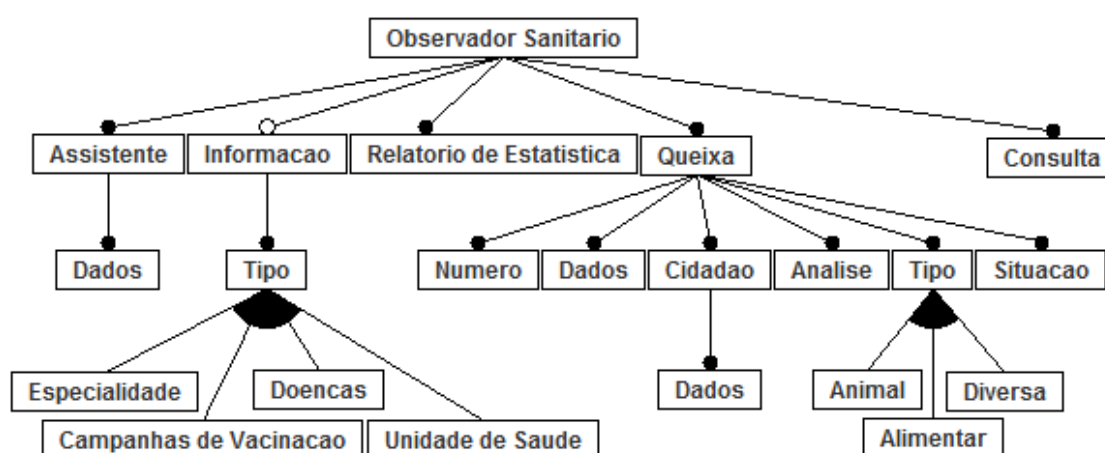 Observador Sanitario
Assistente
Informacao
Relatorio de Estatistica
Queixa
Consulta
Dados
Tipo
Numero
Dados
Cidadao
Analise
Tipo
Situacao
Especialidade
Doencas
Dados
Animal
Diversa
Campanhas de Vacinacao
Unidade de Saude
Alimentar